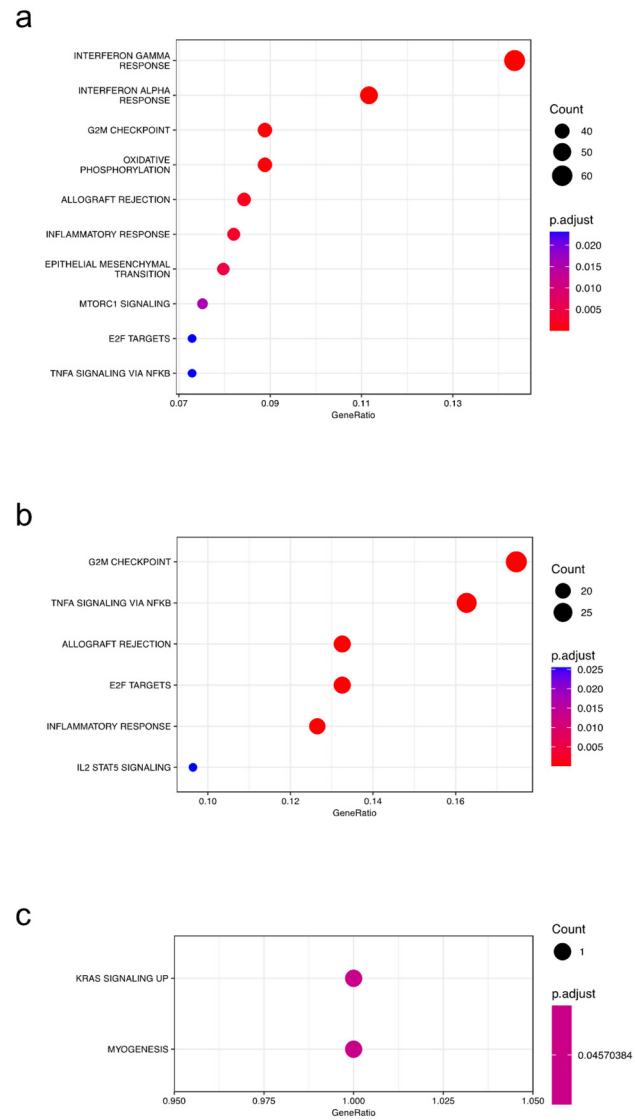 a
INTERFERON GAMMA
RESPONSE
INTERFERON ALPHA
RESPONSE
G2M CHECKPOINT
OXIDATIVE
PHOSPHORYLATION
ALLOGRAFT REJECTION
INFLAMMATORY RESPONSE
EPITHELIAL MESENCHYMAL
TRANSITION
MTORC1 SIGNALING
E2F TARGETS
TNFA SIGNALING VIA NFKB
0.07 0.09 0.11 0.13
GeneRatio
Count
40
50
60
p.adjust
0.020
0.015
0.010
0.005
b
G2M CHECKPOINT
TNFA SIGNALING VIA NFKB
ALLOGRAFT REJECTION
E2F TARGETS
INFLAMMATORY RESPONSE
IL2 STAT5 SIGNALING
0.10 0.12 0.14 0.16
GeneRatio
Count
20
25
p.adjust
0.025
0.020
0.015
0.010
0.005
c
KRAS SIGNALING UP
MYOGENESIS
0.950 0.975 1.000 1.025 1.050
GeneRatio
Count
1
p.adjust
0.04570384